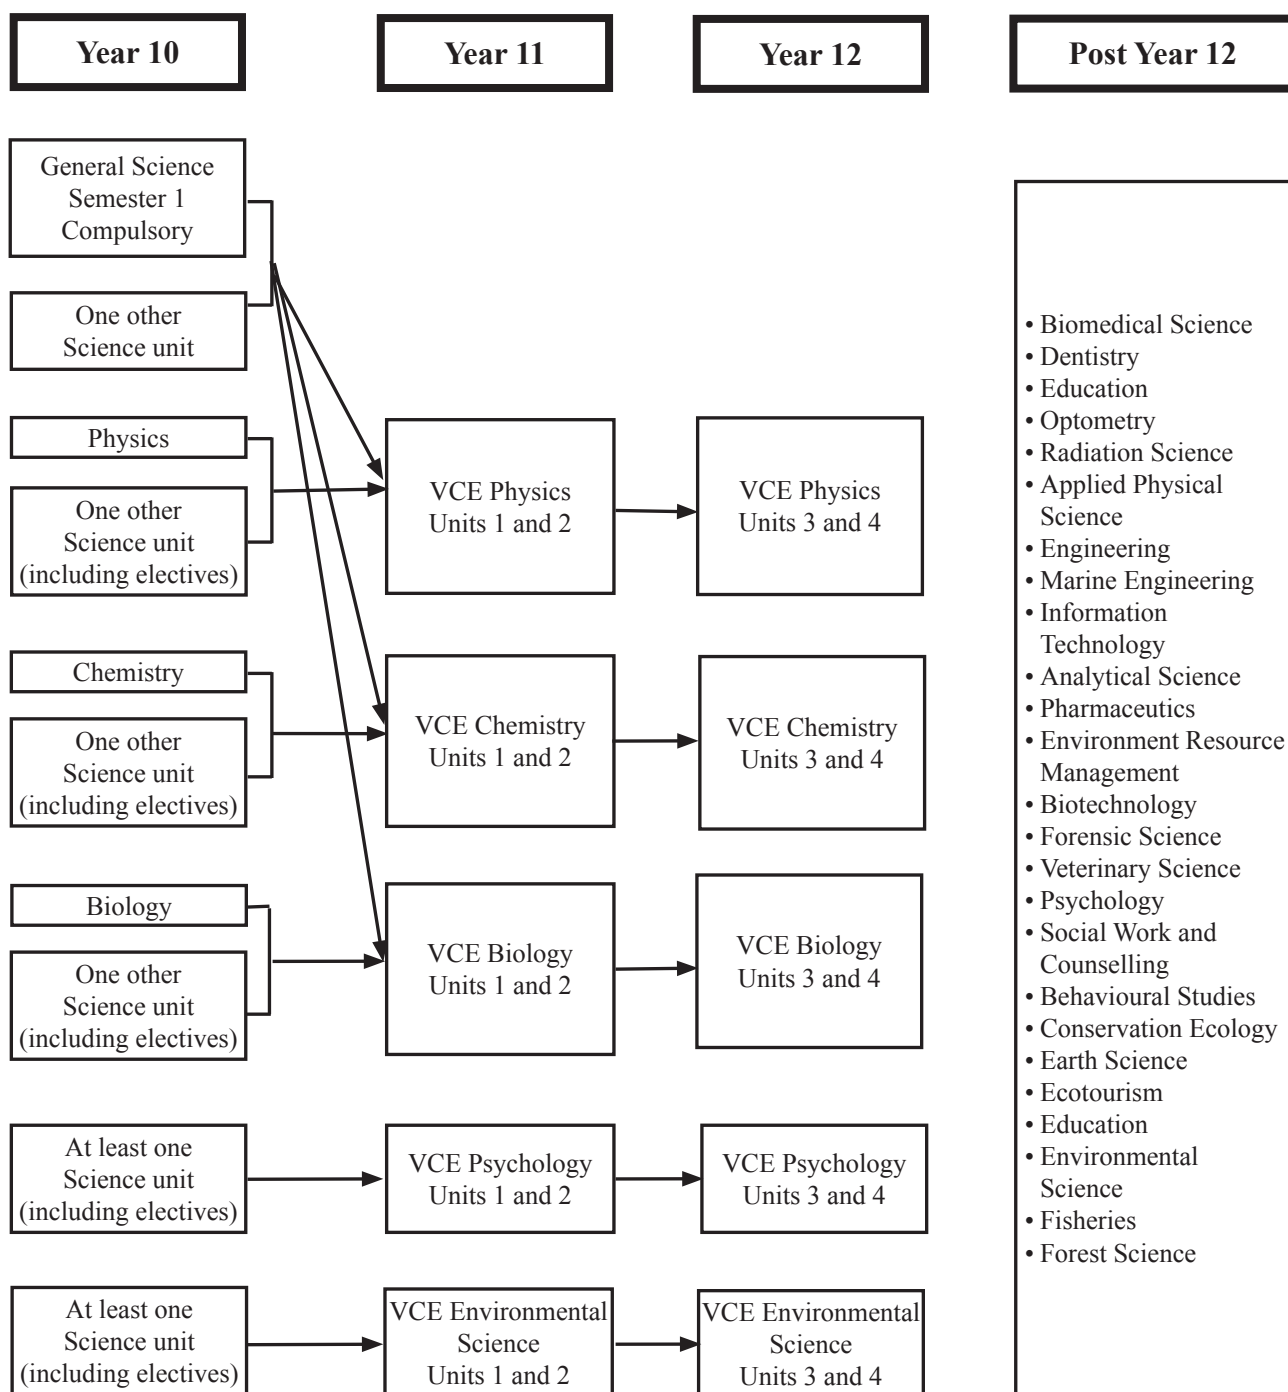 Year 10
Year 11
Year 12
Post Year 12
General Science
Semester 1
Compulsory
One other
Science unit
Physics
One other
Science unit
(including electives)
VCE Physics
Units 1 and 2
VCE Physics
Units 3 and 4
Chemistry
One other
Science unit
(including electives)
VCE Chemistry
Units 1 and 2
VCE Chemistry
Units 3 and 4
Biology
One other
Science unit
(including electives)
VCE Biology
Units 1 and 2
VCE Biology
Units 3 and 4
At least one
Science unit
(including electives)
VCE Psychology
Units 1 and 2
VCE Psychology
Units 3 and 4
At least one
Science unit
(including electives)
VCE Environmental
Science
Units 1 and 2
VCE Environmental
Science
Units 3 and 4
• Biomedical Science
• Dentistry
• Education
• Optometry
• Radiation Science
• Applied Physical
Science
• Engineering
• Marine Engineering
• Information
Technology
• Analytical Science
• Pharmaceutics
• Environment Resource
Management
• Biotechnology
• Forensic Science
• Veterinary Science
• Psychology
• Social Work and
Counselling
• Behavioural Studies
• Conservation Ecology
• Earth Science
• Ecotourism
• Education
• Environmental
Science
• Fisheries
• Forest Science